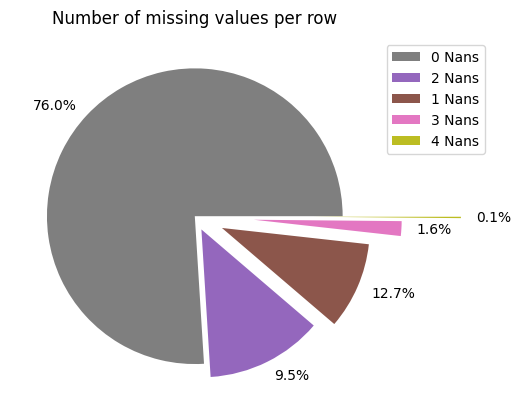 Number of missing values per row
0 Nans
2 Nans
1 Nans
3 Nans
4 Nans
76.0%
0.1%
1.6%
12.7%
9.5%